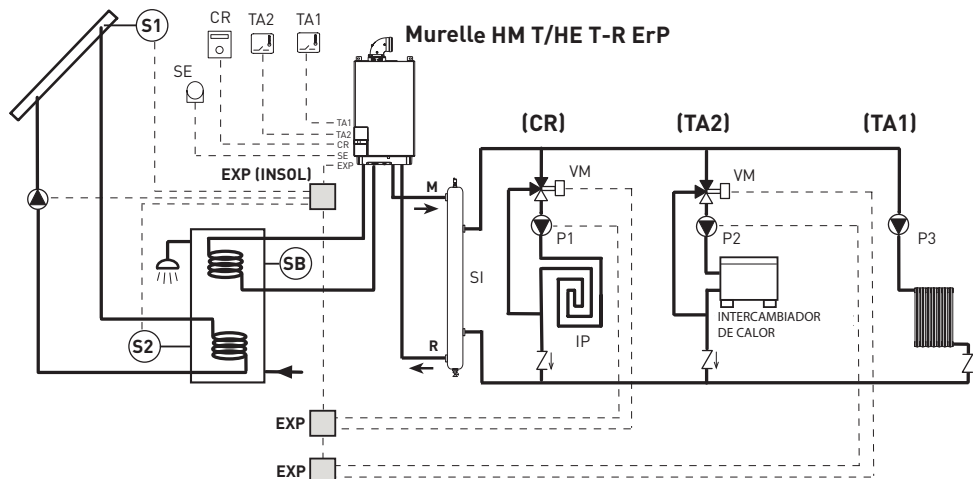 S1
CR
TA2
TA1
Murelle HM T/HE T-R ErP
SE
TA1
TA2
CR
SE
EXP
EXP (INSOL)
(CR)
(TA2)
(TA1)
M
VM
VM
P1
P2
P3
SB
SI
S2
R
IP
INTERCAMBIADOR
DE CALOR
EXP
EXP